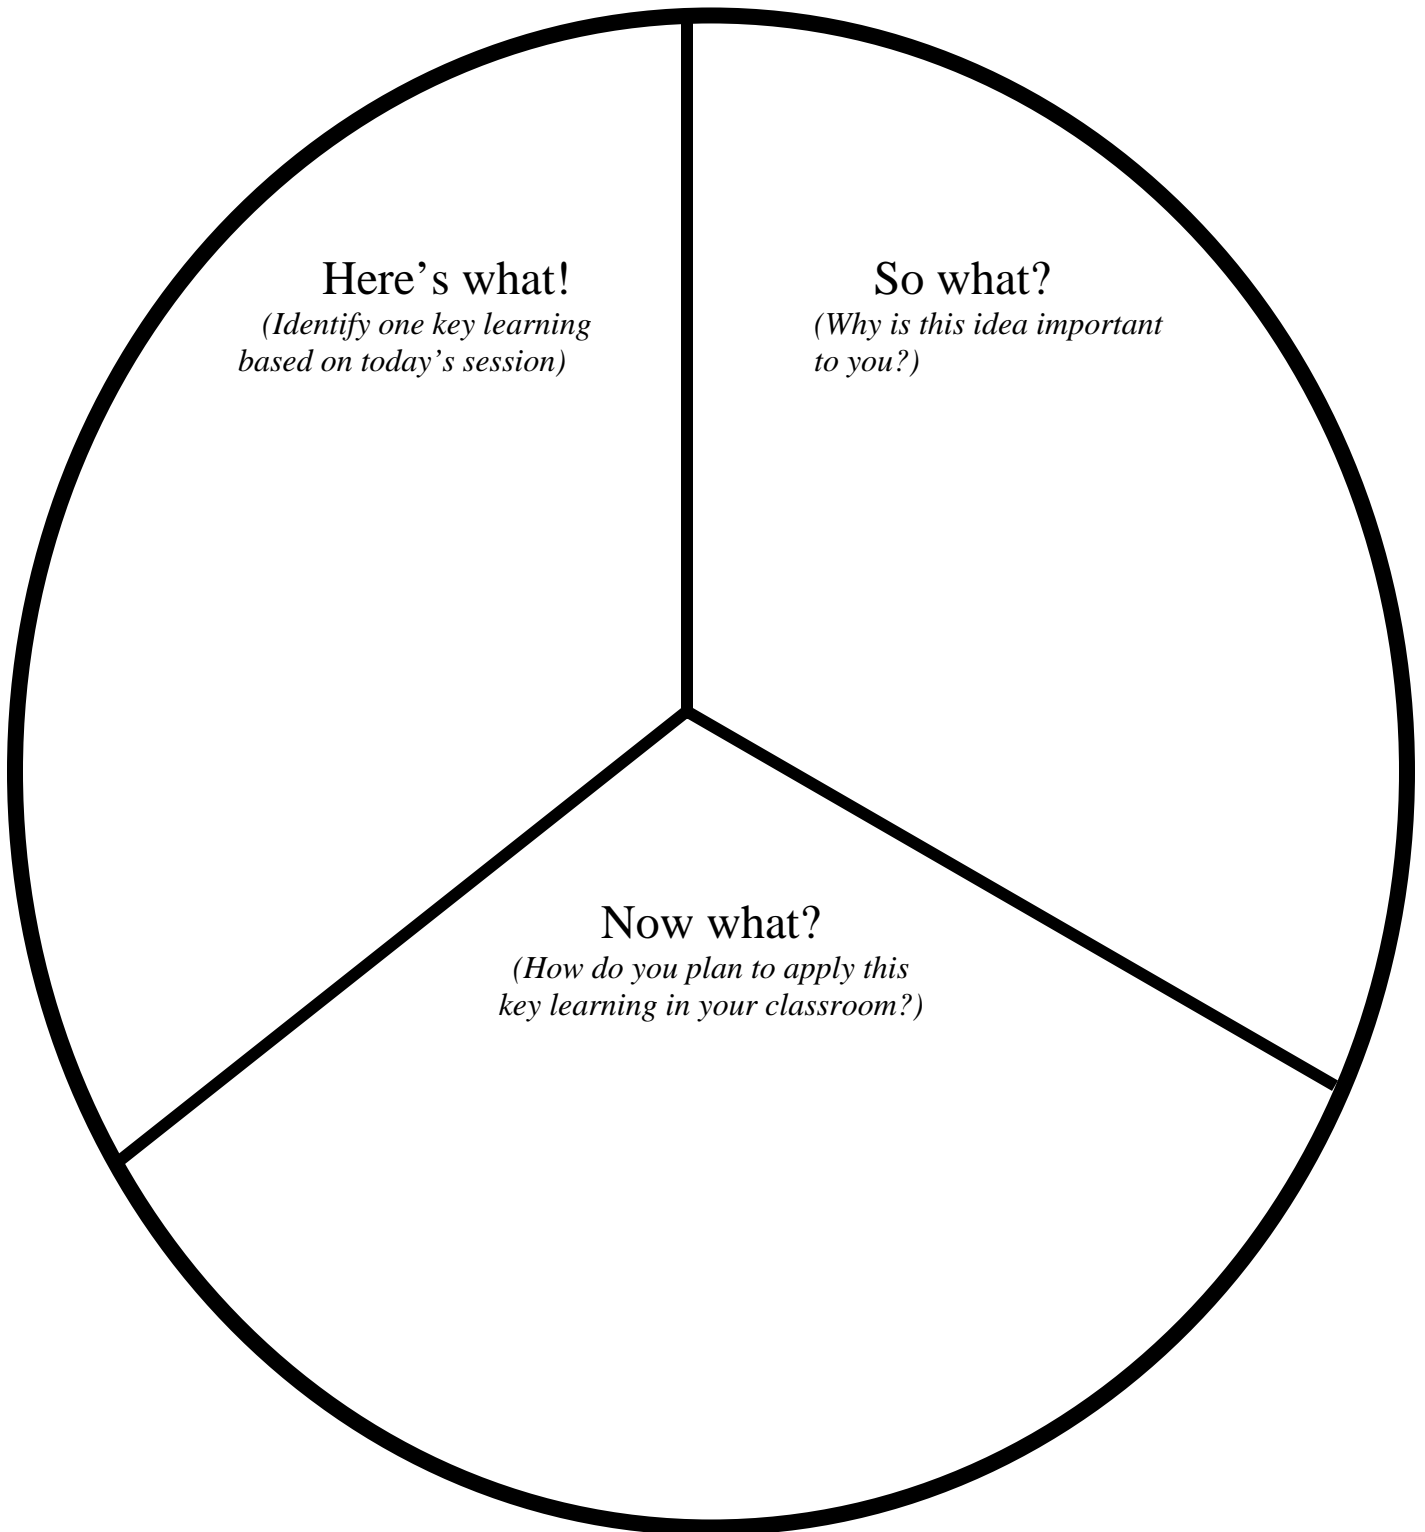 Here’s what!
(Identify one key learning
based on today’s session)
So what?
(Why is this idea important
to you?)
Now what?
(How do you plan to apply this
key learning in your classroom?)